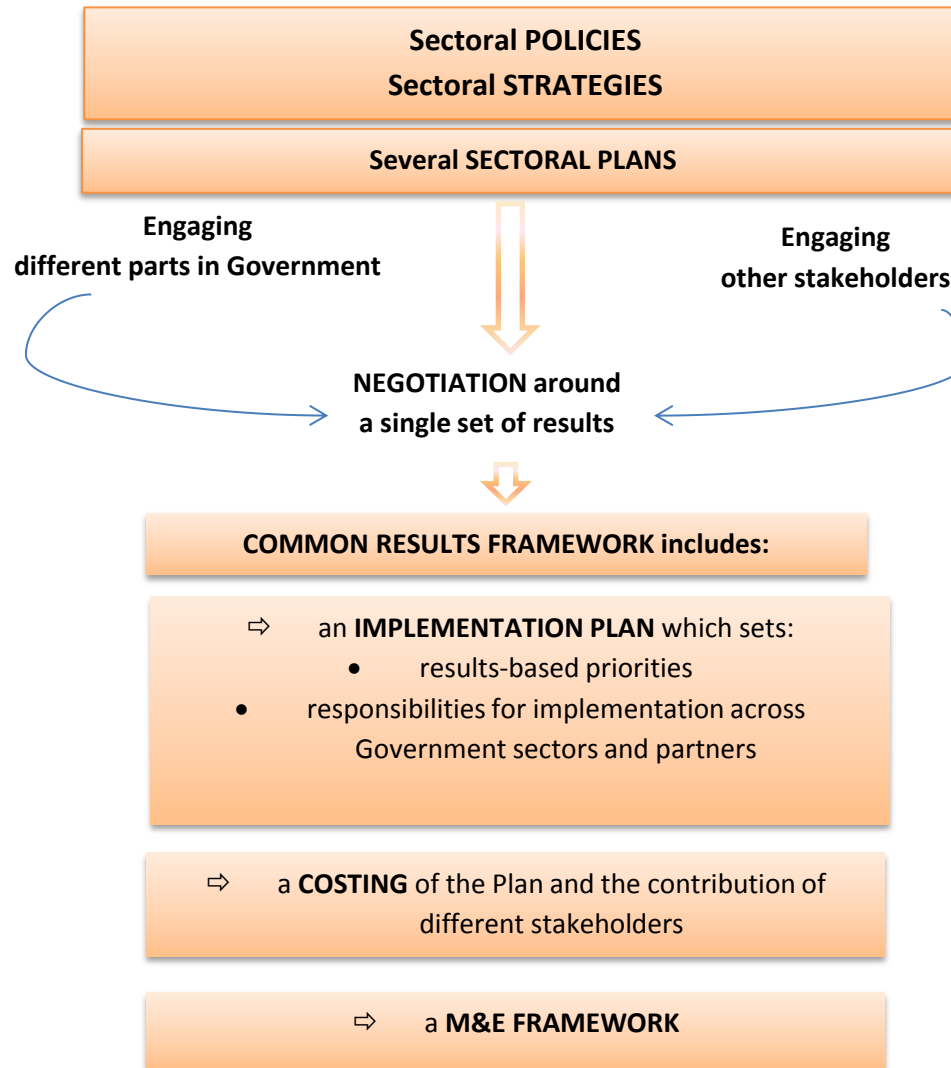 Sectoral POLICIES
Sectoral STRATEGIES
Several SECTORAL PLANS
Engaging
different parts in Government
Engaging
other stakeholders
NEGOTIATION around
a single set of results
COMMON RESULTS FRAMEWORK includes:
⇨ an IMPLEMENTATION PLAN which sets:
• results-based priorities
• responsibilities for implementation across
Government sectors and partners
⇨ a COSTING of the Plan and the contribution of
different stakeholders
⇨ a M&E FRAMEWORK